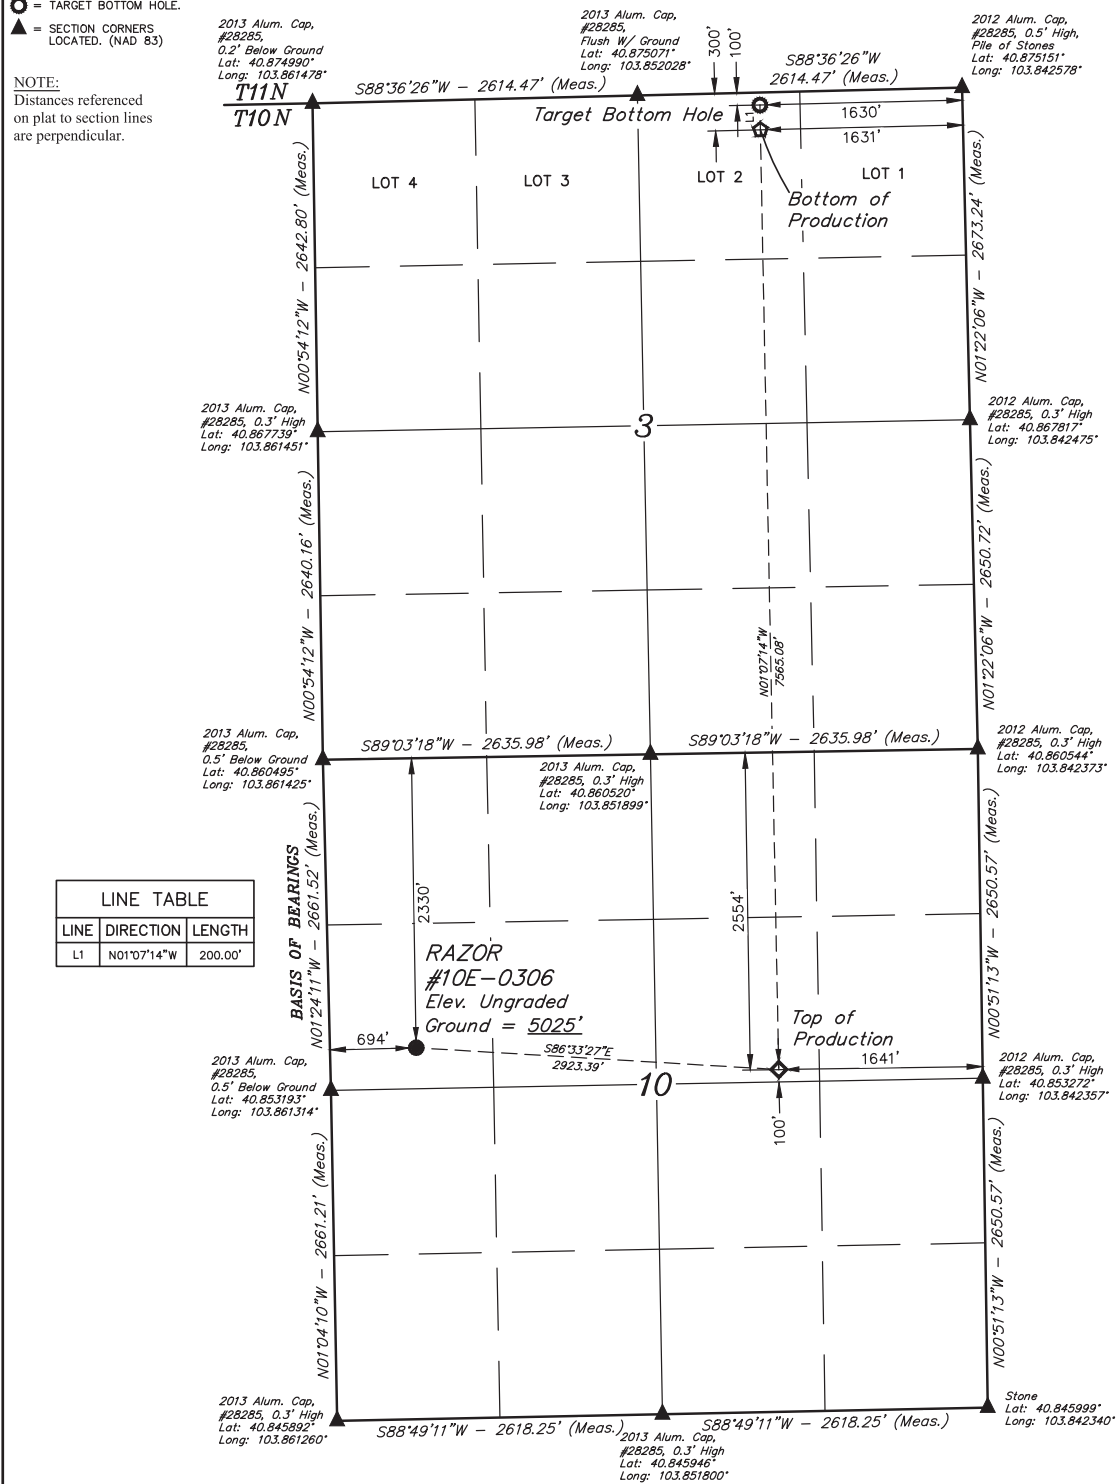 = TARGET BOTTOM HOLE.
= SECTION CORNERS
LOCATED. (NAD 83)
NOTE:
Distances referenced
on plat to section lines
are perpendicular.
2013 Alum. Cap,
#28285,
0.2' Below Ground
Lat: 40.874990°
Long: 103.861478°
2013 Alum. Cap,
#28285,
Flush W/ Ground
Lat: 40.875071°
Long: 103.852028°
2012 Alum. Cap,
#28285, 0.5' High,
Pile of Stones
Lat: 40.875151°
Long: 103.842578°
T11N
T10N
S88°36'26"W - 2614.47' (Meas.)
300'
100'
S88°36'26"W
2614.47' (Meas.)
Target Bottom Hole
L1
1630'
1631'
LOT 4
LOT 3
LOT 2
LOT 1
Bottom of
Production
N00°54'12"W - 2642.80' (Meas.)
N01°22'06"W - 2673.24' (Meas.)
2013 Alum. Cap,
#28285, 0.3' High
Lat: 40.867739°
Long: 103.861451°
3
2012 Alum. Cap,
#28285, 0.3' High
Lat: 40.867817°
Long: 103.842475°
N00°54'12"W - 2640.16' (Meas.)
N01°07'14"W
7565.08'
N01°22'06"W - 2650.72' (Meas.)
2013 Alum. Cap,
#28285,
0.5' Below Ground
Lat: 40.860495°
Long: 103.861425°
S89°03'18"W - 2635.98' (Meas.)
S89°03'18"W - 2635.98' (Meas.)
2013 Alum. Cap,
#28285, 0.3' High
Lat: 40.860520°
Long: 103.851899°
2012 Alum. Cap,
#28285, 0.3' High
Lat: 40.860544°
Long: 103.842373°
LINE TABLE
LINE DIRECTION LENGTH
L1 N01°07'14"W 200.00'
BASIS OF BEARINGS
N01°24'11"W - 2661.52' (Meas.)
2330'
2554'
N00°51'13"W - 2650.57' (Meas.)
RAZOR
#10E-0306
Elev. Ungraded
Ground = 5025'
694'
S86°33'27"E
2923.39'
Top of
Production
1641'
100'
10
2013 Alum. Cap,
#28285,
0.5' Below Ground
Lat: 40.853193°
Long: 103.861314°
2012 Alum. Cap,
#28285, 0.3' High
Lat: 40.853272°
Long: 103.842357°
N01°04'10"W - 2661.21' (Meas.)
N00°51'13"W - 2650.57' (Meas.)
2013 Alum. Cap,
#28285, 0.3' High
Lat: 40.845892°
Long: 103.861260°
S88°49'11"W - 2618.25' (Meas.)
S88°49'11"W - 2618.25' (Meas.)
2013 Alum. Cap,
#28285, 0.3' High
Lat: 40.845946°
Long: 103.851800°
Stone
Lat: 40.845999°
Long: 103.842340°